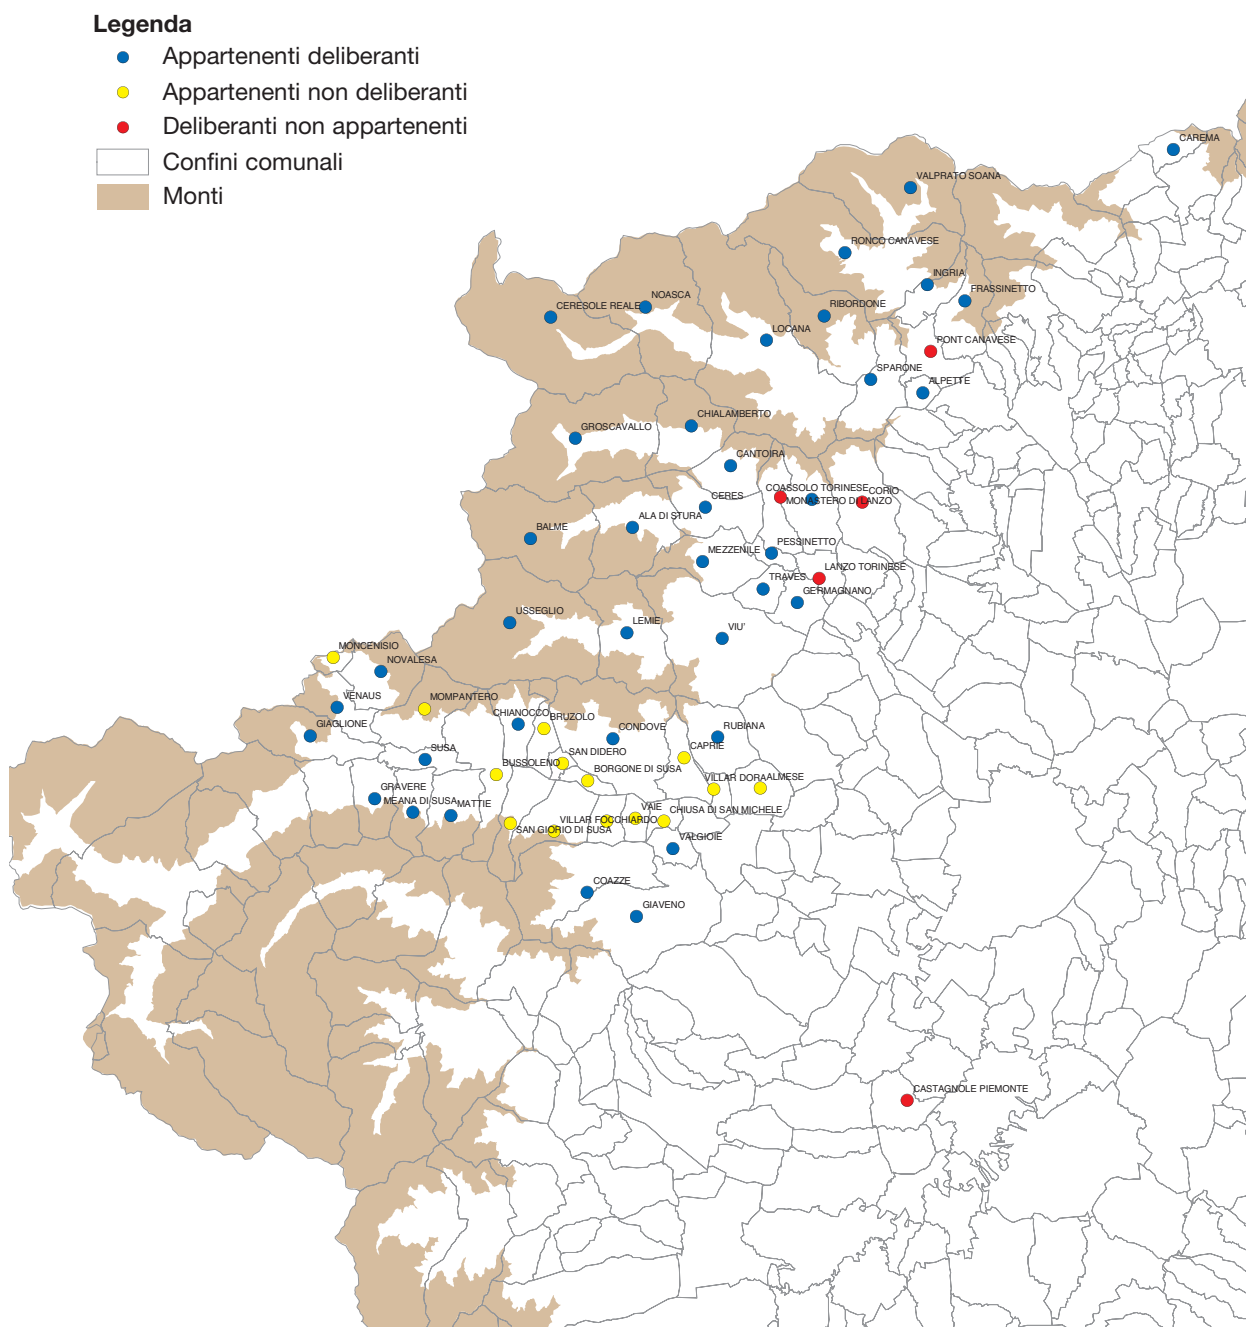 Legenda
Appartenenti deliberanti
Appartenenti non deliberanti
Deliberanti non appartenenti
Confini comunali
Monti
CAREMA
VALPRATO SOANA
RONCO CANAVESE
INGRIA
FRASSINETTO
CERESOLE REALE
NOASCA
RIBORDONE
LOCANA
PONT CANAVESE
SPARONE
ALPETTE
CHIALAMBERTO
GROSCAVALLO
CANTOIRA
COASSOLO TORINESE
CORIO
MONASTERO DI LANZO
CERES
ALA DI STURA
BALME
PESSINETTO
MEZZENILE
LANZO TORINESE
TRAVES
GERMAGNANO
USSEGLIO
LEMIE
VIU'
MONCENISIO
NOVALESA
VENAUS
MOMPANTERO
GIAGLIONE
CHIANOCCO
BRUZOLO
CONDOVE
RUBIANA
SUSA
SAN DIDERO
CAPRIE
BUSSOLENO
BORGONE DI SUSA
VILLAR DORA
ALMESE
GRAVERE
MEANA DI SUSA
MATTIE
VAIE
CHIUSA DI SAN MICHELE
VILLAR FOCCHIARDO
SAN GIORIO DI SUSA
VALGIOIE
COAZZE
GIAVENO
CASTAGNOLE PIEMONTE